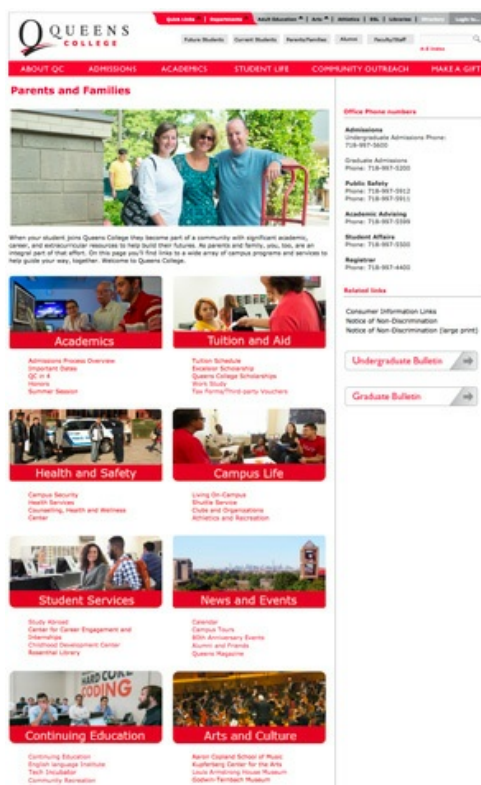 QUEENS
COLLEGE
Quick Links | Departments | Adult Education | Arts | Athletics | SSL | Libraries | Directory Login to...
Future Students Current Students Parents/Families Alumni Faculty/Staff
A-Z Index
ABOUT QC ADMISSIONS ACADEMICS STUDENT LIFE COMMUNITY OUTREACH MAKE A GIFT
Parents and Families
When your student joins Queens College they become part of a community with significant academic,
career, and extracurricular resources to help build their futures. As parents and family, you, too, are an
integral part of that effort. On this page you'll find links to a wide array of campus programs and services to
help guide your way, together. Welcome to Queens College.
Academics
Admissions Process Overview
Important Dates
QC in 4
Honors
Summer Session
Tuition and Aid
Tuition Schedule
Excelsior Scholarship
Queens College Scholarships
Work Study
Tax Forms/Third-party Vouchers
Health and Safety
Campus Security
Health Services
Counselling, Health and Wellness
Center
Campus Life
Living On-Campus
Shuttle Service
Clubs and Organizations
Athletics and Recreation
Student Services
Study Abroad
Center for Career Engagement and
Internships
Childhood Development Center
Rosenthal Library
News and Events
Calendar
Campus Tours
80th Anniversary Events
Alumni and Friends
Queens Magazine
HARD CORE
CODING
Continuing Education
Continuing Education
English language Institute
Tech Incubator
Community Recreation
Arts and Culture
Aaron Copland School of Music
Kupferberg Center for the Arts
Louis Armstrong House Museum
Godwin-Ternbach Museum
Office Phone numbers
Admissions
Undergraduate Admissions Phone:
718-997-5600
Graduate Admissions
Phone: 718-997-5200
Public Safety
Phone: 718-997-5912
Phone: 718-997-5911
Academic Advising
Phone: 718-997-5599
Student Affairs
Phone: 718-997-5500
Registrar
Phone: 718-997-4400
Related links
Consumer Information Links
Notice of Non-Discrimination
Notice of Non-Discrimination (large print)
Undergraduate Bulletin
Graduate Bulletin